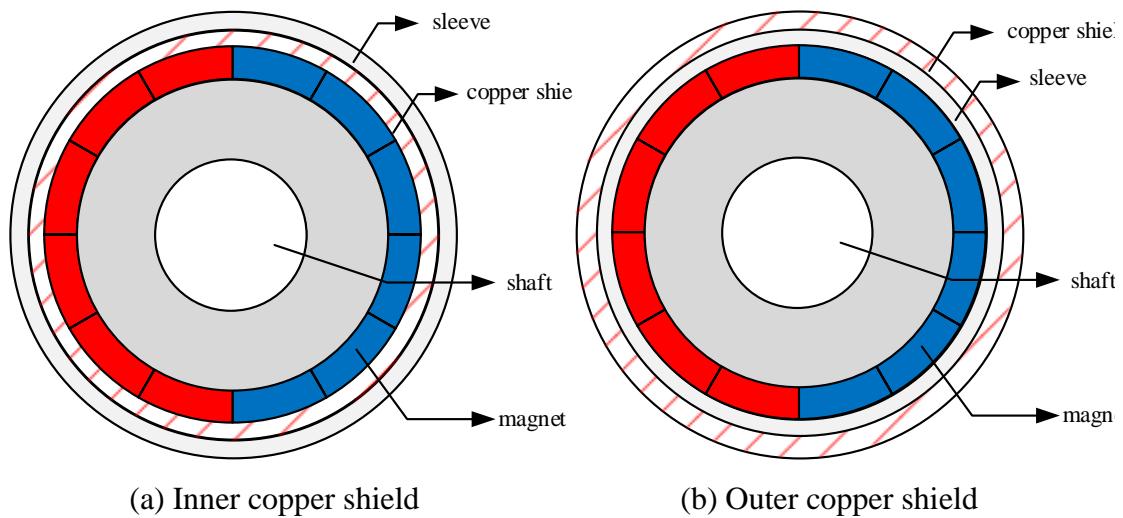 sleeve
copper shie
shaft
magnet
(a) Inner copper shield
copper shiel
sleeve
shaft
magn
(b) Outer copper shield